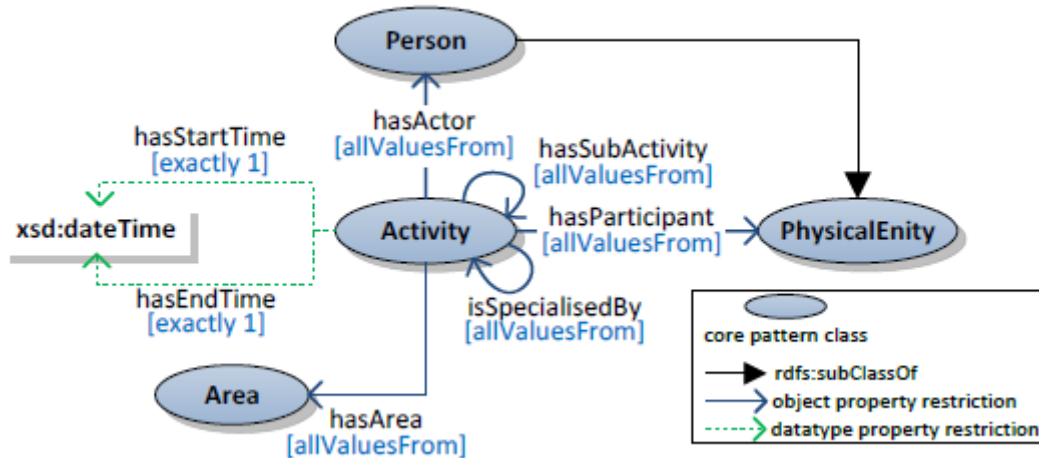 Person
hasActor
[allValuesFrom]
hasStartTime
[exactly 1]
hasSubActivity
[allValuesFrom]
xsd:dateTime
Activity
hasParticipant
[allValuesFrom]
PhysicalEnity
hasEndTime
[exactly 1]
isSpecialisedBy
[allValuesFrom]
Area
hasArea
[allValuesFrom]
core pattern class
rdfs:subClassOf
object property restriction
datatype property restriction